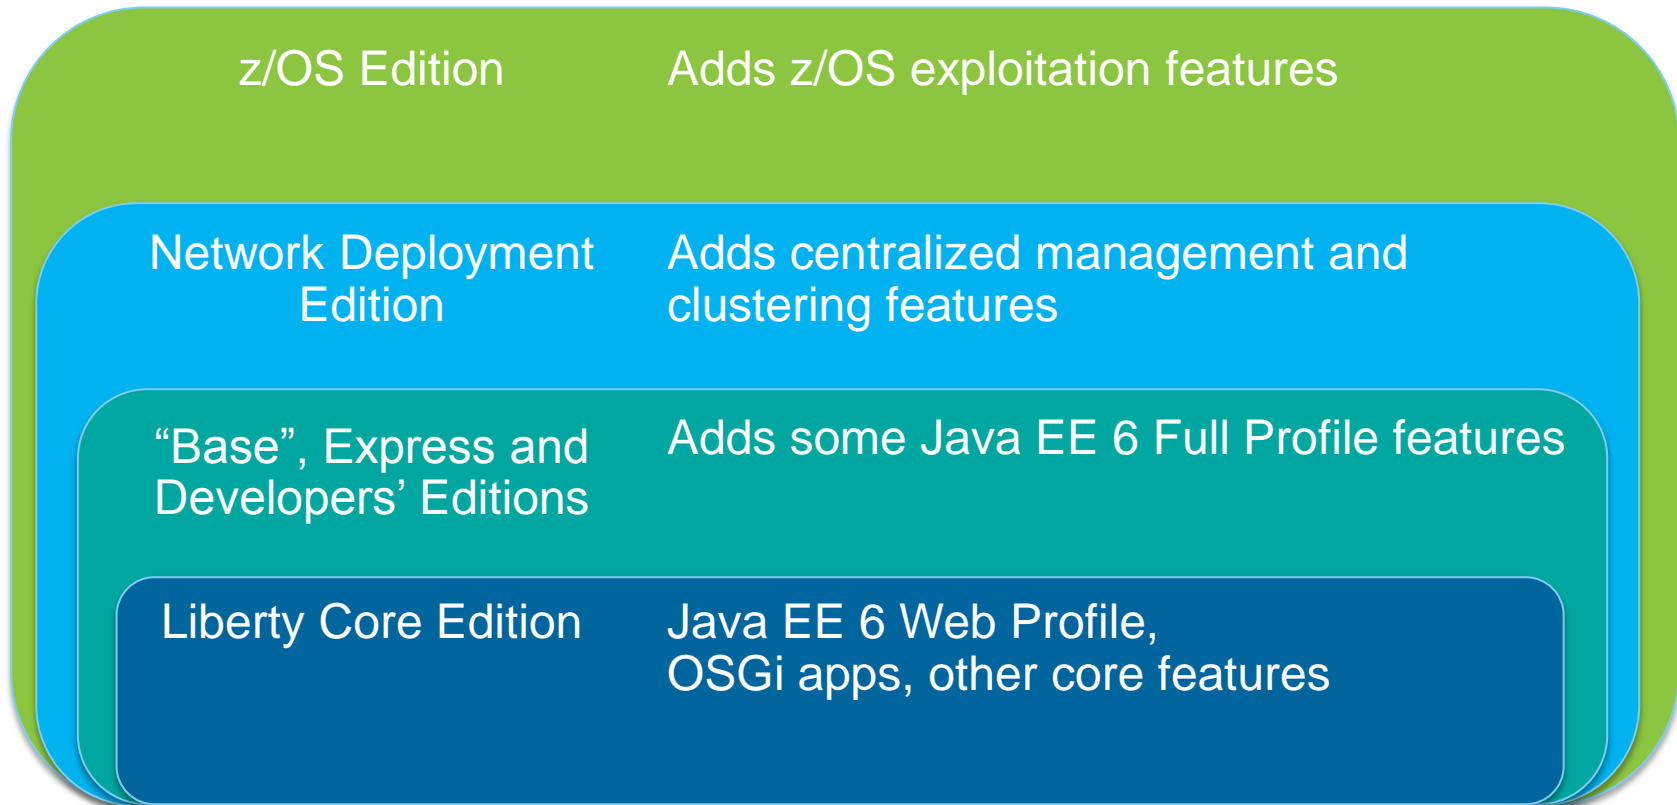 z/OS Edition
Adds z/OS exploitation features
Network Deployment
Edition
Adds centralized management and
clustering features
“Base”, Express and
Developers’ Editions
Adds some Java EE 6 Full Profile features
Liberty Core Edition
Java EE 6 Web Profile,
OSGi apps, other core features